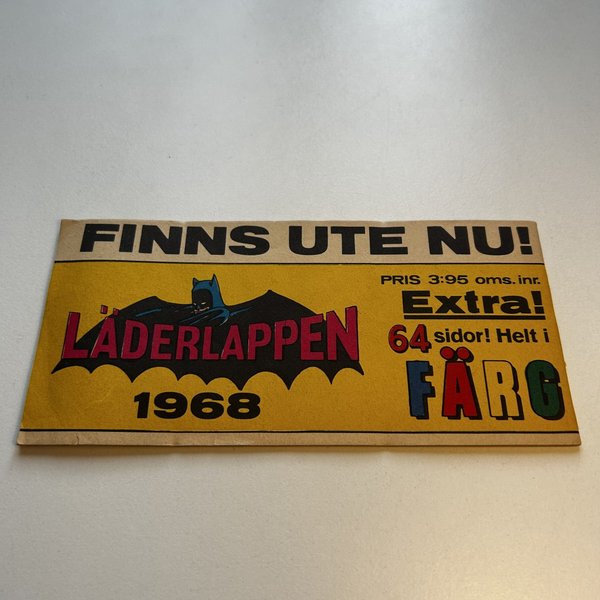 FINNS UTE NU!
LÄDERLAPPEN
1968
PRIS 3:95 oms. inr.
Extra!
64 sidor! Helt i
FÄRG